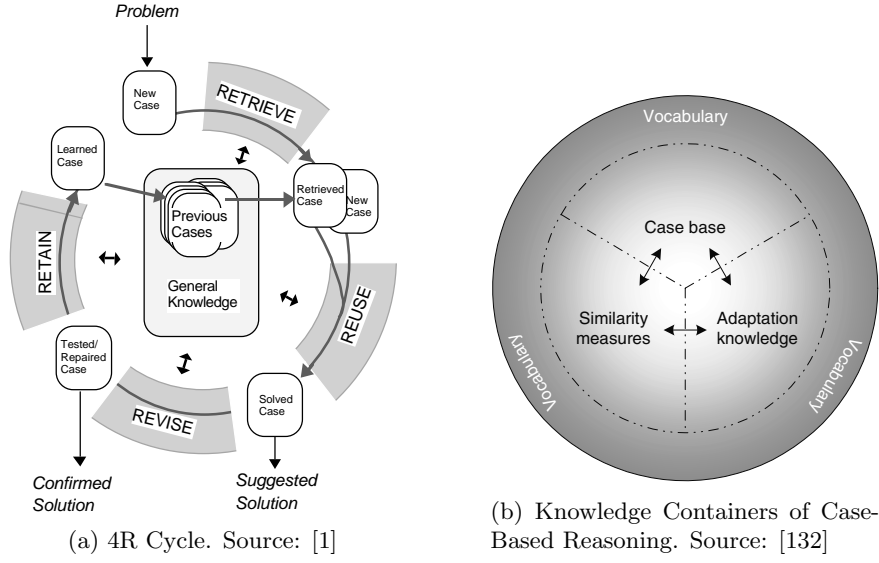 Problem
New
Case
RETRIEVE
Learned
Case
Retrieved
Case
New
Case
Previous
Cases
General
Knowledge
RETAIN
REUSE
Tested/
Repaired
Case
REVISE
Solved
Case
Confirmed
Solution
Suggested
Solution
(a) 4R Cycle. Source: [1]
Vocabulary
Case base
Similarity
measures
Adaptation
knowledge
Vocabulary
Vocabulary
(b) Knowledge Containers of Case-
Based Reasoning. Source: [132]